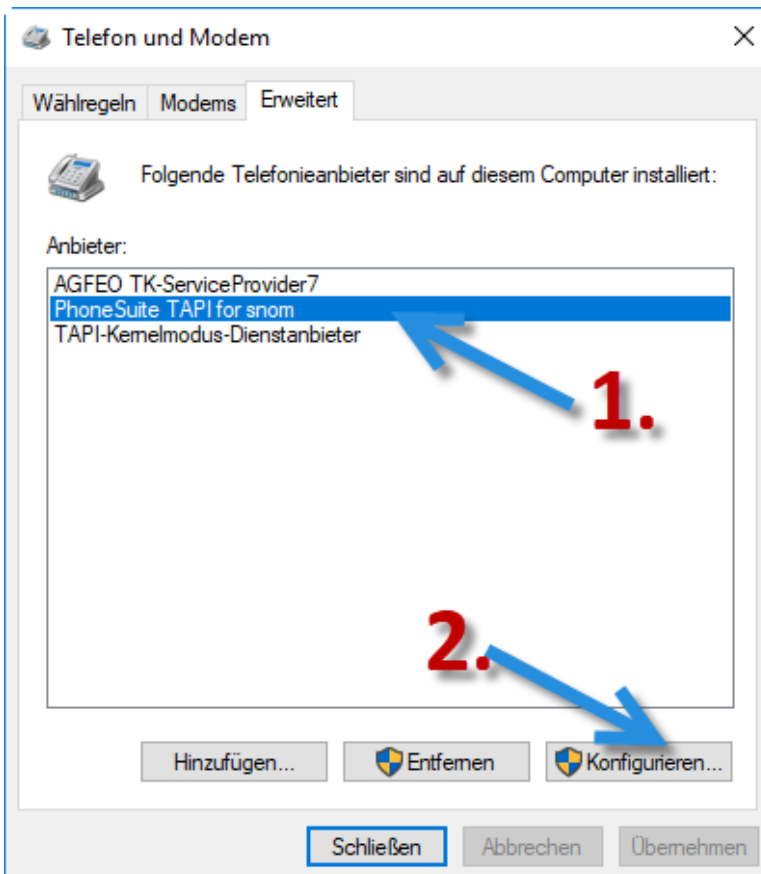 Telefon und Modem
Wählregeln Modems Erweitert
Folgende Telefonieanbieter sind auf diesem Computer installiert:
Anbieter:
AGFEO TK-ServiceProvider7
PhoneSuite TAPI for snom
TAPI-Kernelmodus-Dienstanbieter
1.
2.
Hinzufügen... Entfernen Konfigurieren...
Schließen Abbrechen Übernehmen